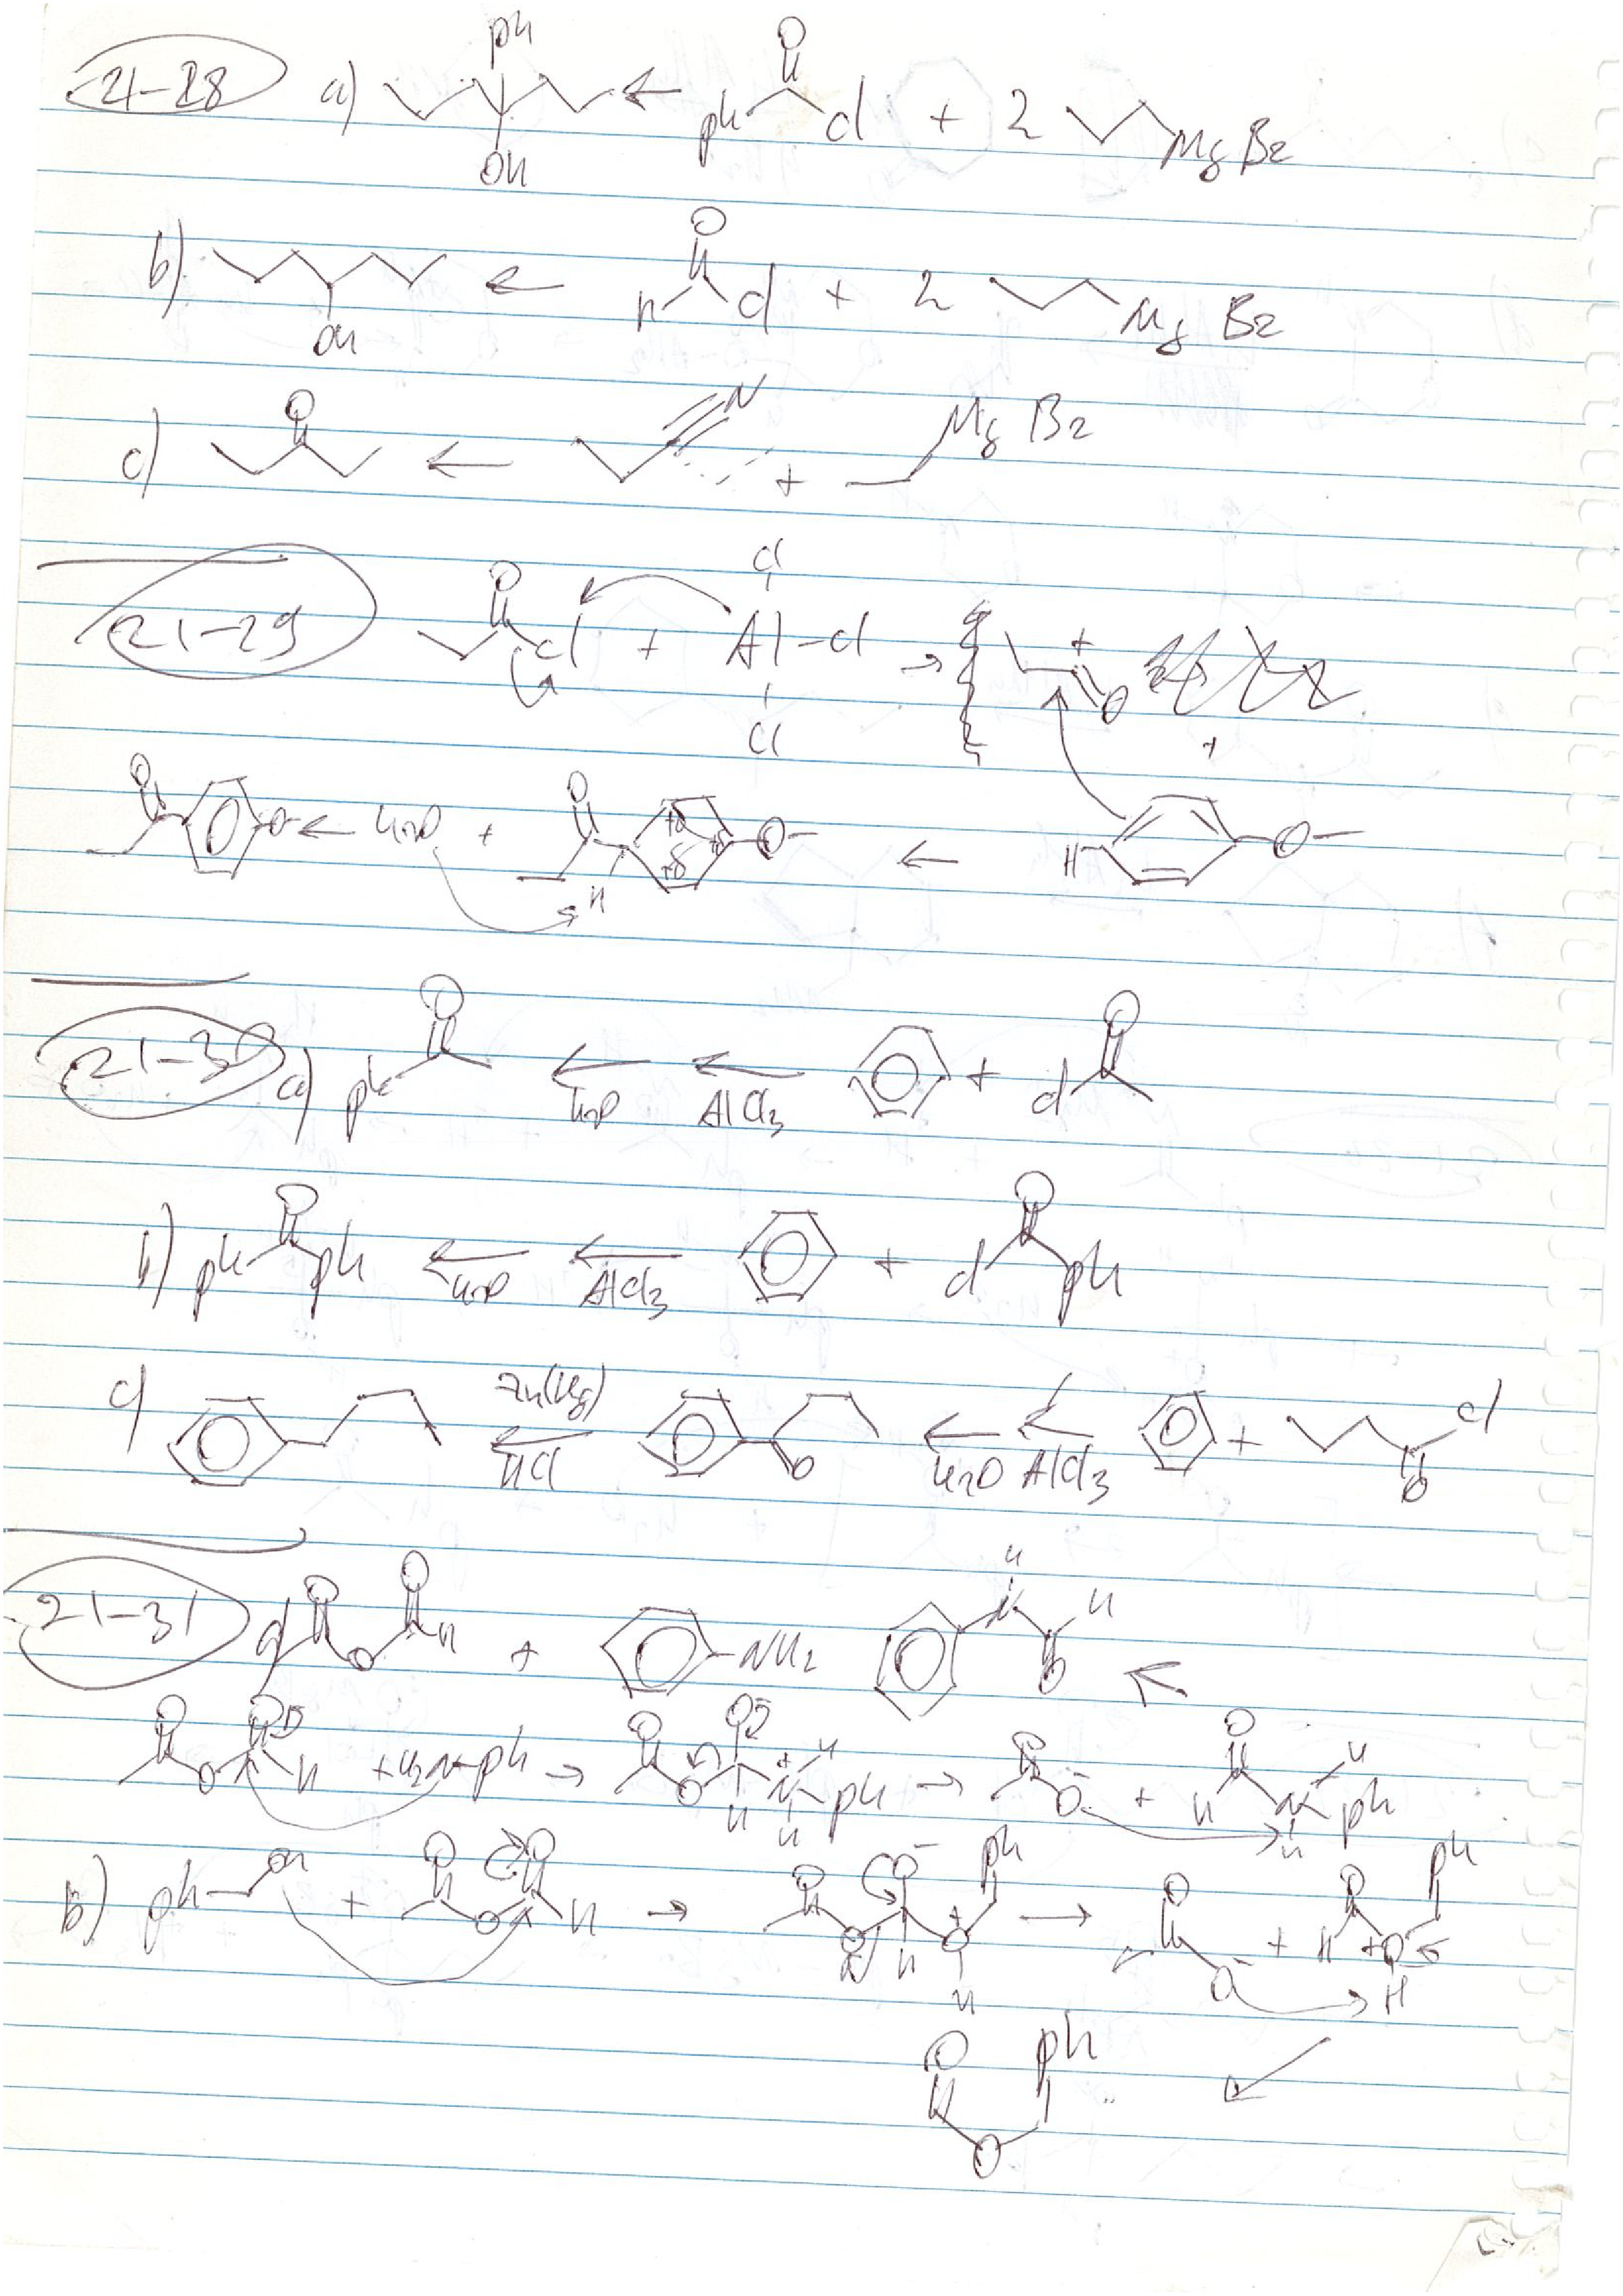 21-28 a) Ph OH ← O Ph Cl + 2 MgBr
b) OH ← O H Cl + 2 MgBr
c) O ← N + MgBr
21-29 O Cl + Al Cl Cl Cl → + O
O O ← H2O + O H +δ +δ +δ O ← H O
21-30 a) Ph O ← H2O ← AlCl3 + Cl O
b) Ph O Ph ← H2O ← AlCl3 + Cl O Ph
c) ← Zn(Hg) HCl O ← H2O ← AlCl3 + Cl O
21-31 a) O O O H + NH2 H N H O ←
O O O H + H2N-Ph → O O O- H N+ H H Ph → O O- + O H N H H Ph
b) Ph OH + O O O H → O O O- H O+ H Ph → O O- + O H +O H Ph
O O Ph